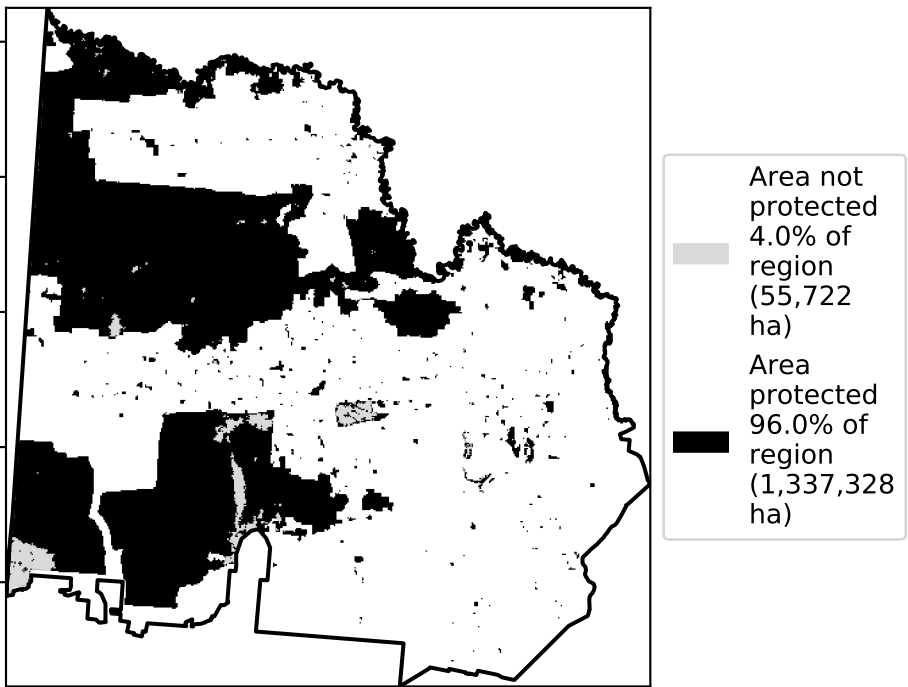 Area not
protected
4.0% of
region
(55,722
ha)
Area
protected
96.0% of
region
(1,337,328
ha)